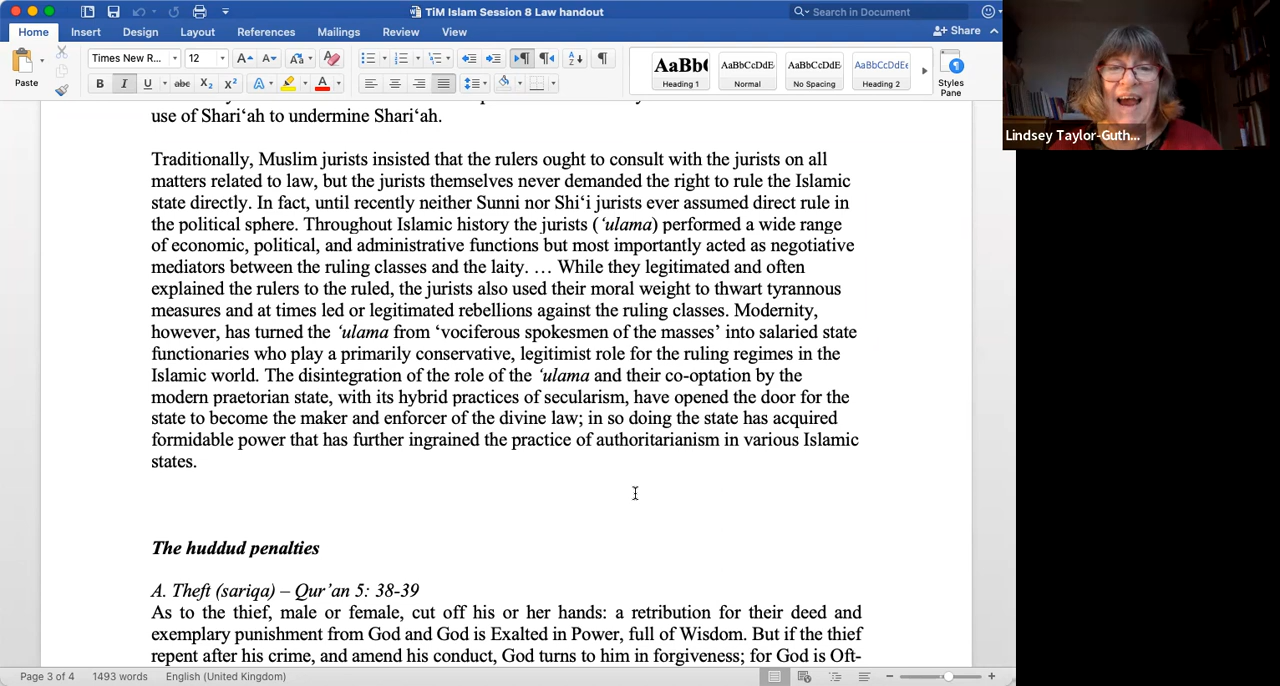 TiM Islam Session 8 Law handout
Search in Document
Home
Insert
Design
Layout
References
Mailings
Review
View
Share
Paste
Times New R...
12
AaBbC
Heading 1
AaBbCcDdE
Normal
AaBbCcDdE
No Spacing
AaBbCcDdEe
Heading 2
Styles
Pane
use of Shari‘ah to undermine Shari‘ah.
Traditionally, Muslim jurists insisted that the rulers ought to consult with the jurists on all
matters related to law, but the jurists themselves never demanded the right to rule the Islamic
state directly. In fact, until recently neither Sunni nor Shi‘i jurists ever assumed direct rule in
the political sphere. Throughout Islamic history the jurists (‘ulama) performed a wide range
of economic, political, and administrative functions but most importantly acted as negotiative
mediators between the ruling classes and the laity. … While they legitimated and often
explained the rulers to the ruled, the jurists also used their moral weight to thwart tyrannous
measures and at times led or legitimated rebellions against the ruling classes. Modernity,
however, has turned the ‘ulama from ‘vociferous spokesmen of the masses’ into salaried state
functionaries who play a primarily conservative, legitimist role for the ruling regimes in the
Islamic world. The disintegration of the role of the ‘ulama and their co-optation by the
modern praetorian state, with its hybrid practices of secularism, have opened the door for the
state to become the maker and enforcer of the divine law; in so doing the state has acquired
formidable power that has further ingrained the practice of authoritarianism in various Islamic
states.
The huddud penalties
A. Theft (sariqa) – Qur’an 5: 38-39
As to the thief, male or female, cut off his or her hands: a retribution for their deed and
exemplary punishment from God and God is Exalted in Power, full of Wisdom. But if the thief
repent after his crime, and amend his conduct, God turns to him in forgiveness; for God is Oft-
Page 3 of 4
1493 words
English (United Kingdom)
Lindsey Taylor-Guth...